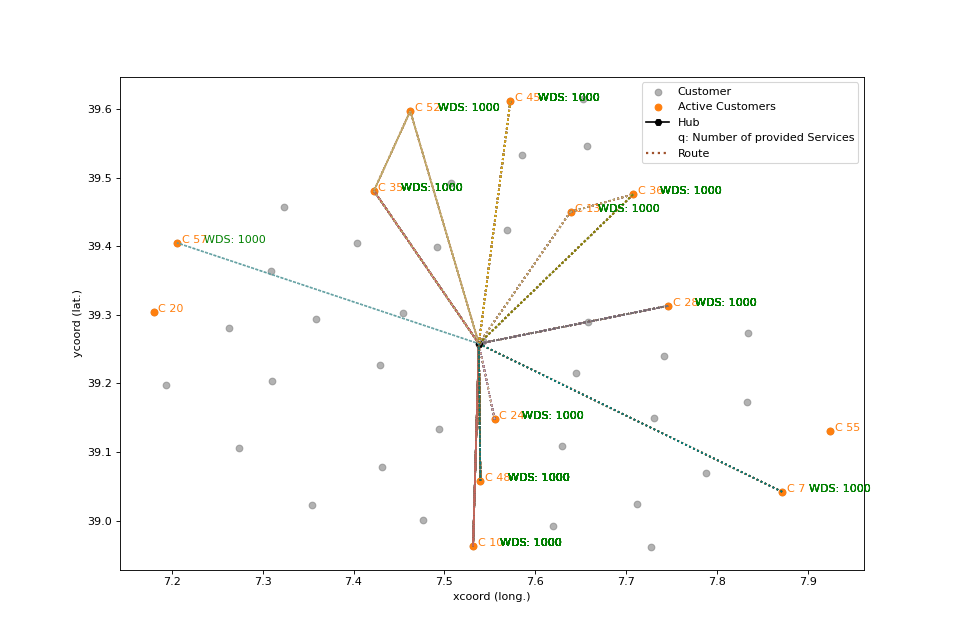 Customer
Active Customers
Hub
q: Number of provided Services
Route
C 45 WDS: 1000
C 52 WDS: 1000
C 35 WDS: 1000
C 36 WDS: 1000
WDS: 1000
C 57 WDS: 1000
C 20
C 28 WDS: 1000
C 24 WDS: 1000
C 55
C 48 WDS: 1000
C 7 WDS: 1000
WDS: 1000
39.6
39.5
39.4
39.3
39.2
39.1
39.0
ycoord (lat.)
7.2 7.3 7.4 7.5 7.6 7.7 7.8 7.9
xcoord (long.)